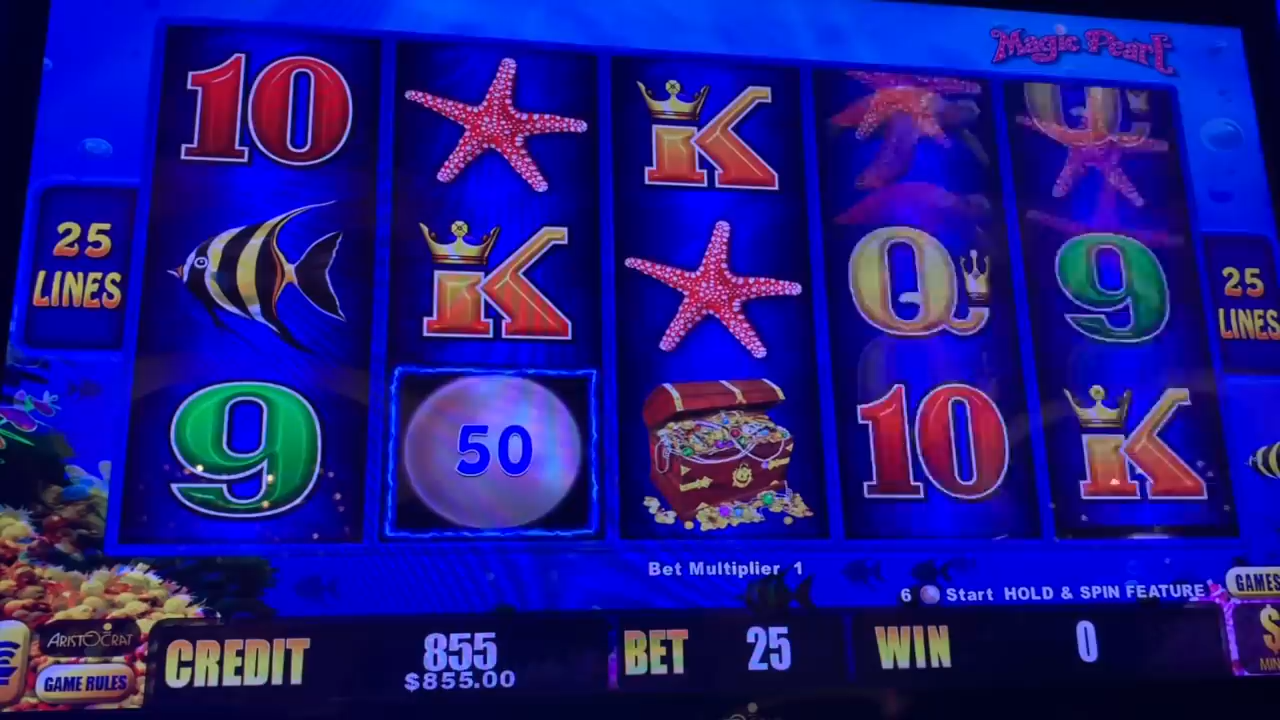 Magic Pearl
10
K
Q
25
LINES
K
Q
9
25
LINES
9
50
10
K
Bet Multiplier 1
6 Start HOLD & SPIN FEATURE
GAMES
ARISTOCRAT
GAME RULES
CREDIT
855
$855.00
BET
25
WIN
0
$